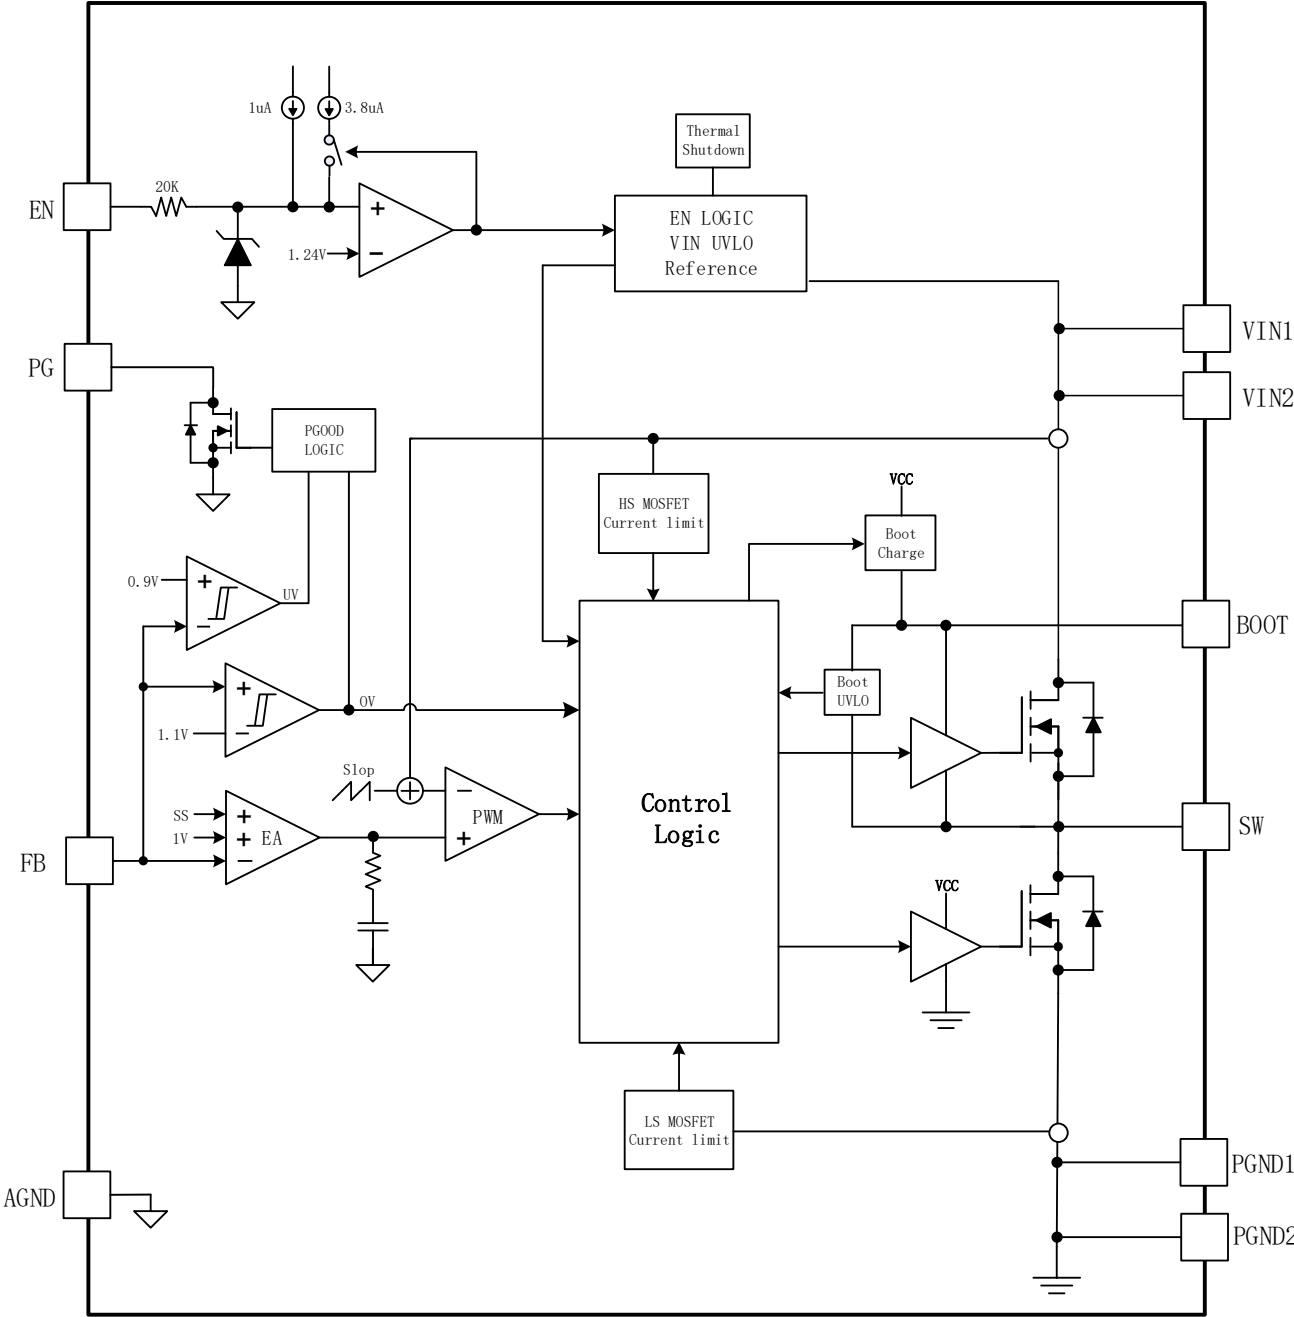 1uA
3.8uA
Thermal
Shutdown
20K
EN
+
1.24V
−
EN LOGIC
VIN UVLO
Reference
VIN1
PG
VIN2
PGOOD
LOGIC
VCC
HS MOSFET
Current limit
Boot
Charge
0.9V
+
UV
−
BOOT
+
OV
1.1V
−
Boot
UVLO
Slop
+
−
PWM
+
Control
Logic
SS
+
1V
+
EA
−
FB
SW
VCC
LS MOSFET
Current limit
PGND1
AGND
PGND2